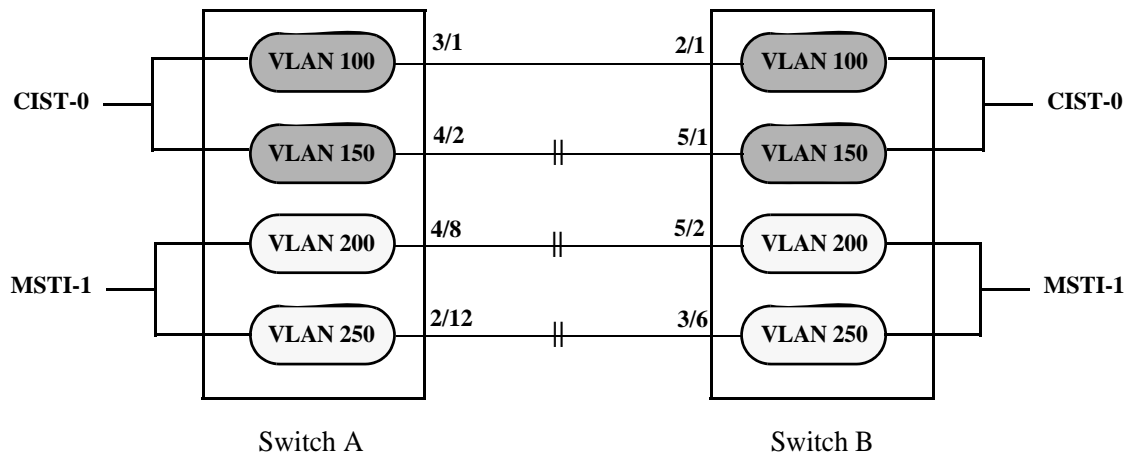 3/1
2/1
VLAN 100
VLAN 100
CIST-0
CIST-0
4/2
5/1
VLAN 150
VLAN 150
4/8
5/2
VLAN 200
VLAN 200
MSTI-1
MSTI-1
2/12
3/6
VLAN 250
VLAN 250
Switch A
Switch B